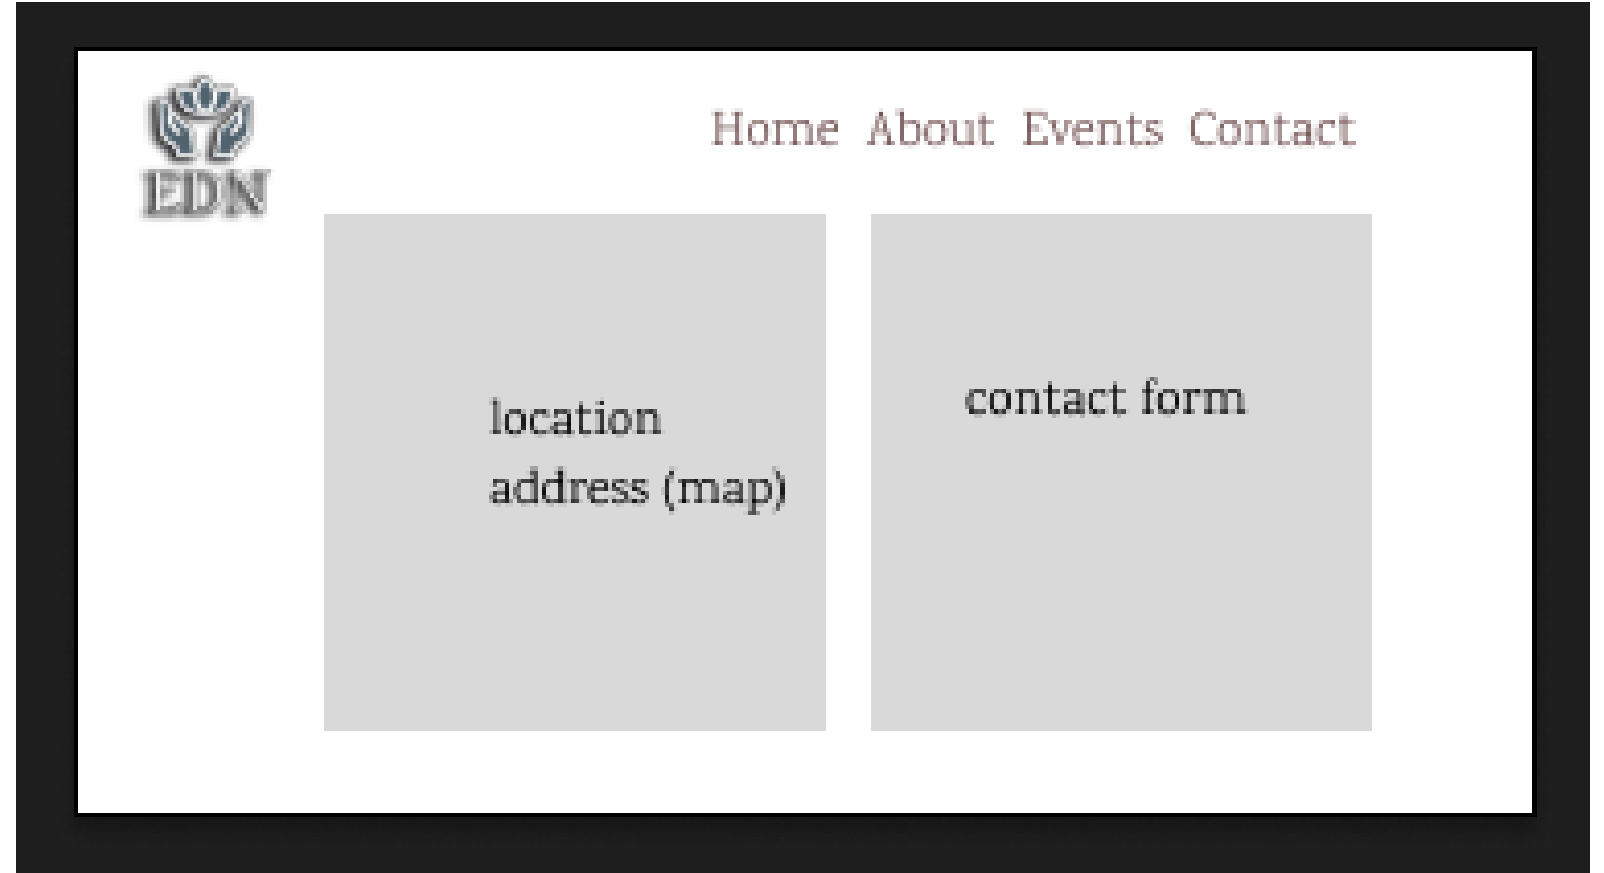 EDN
Home About Events Contact
location
address (map)
contact form